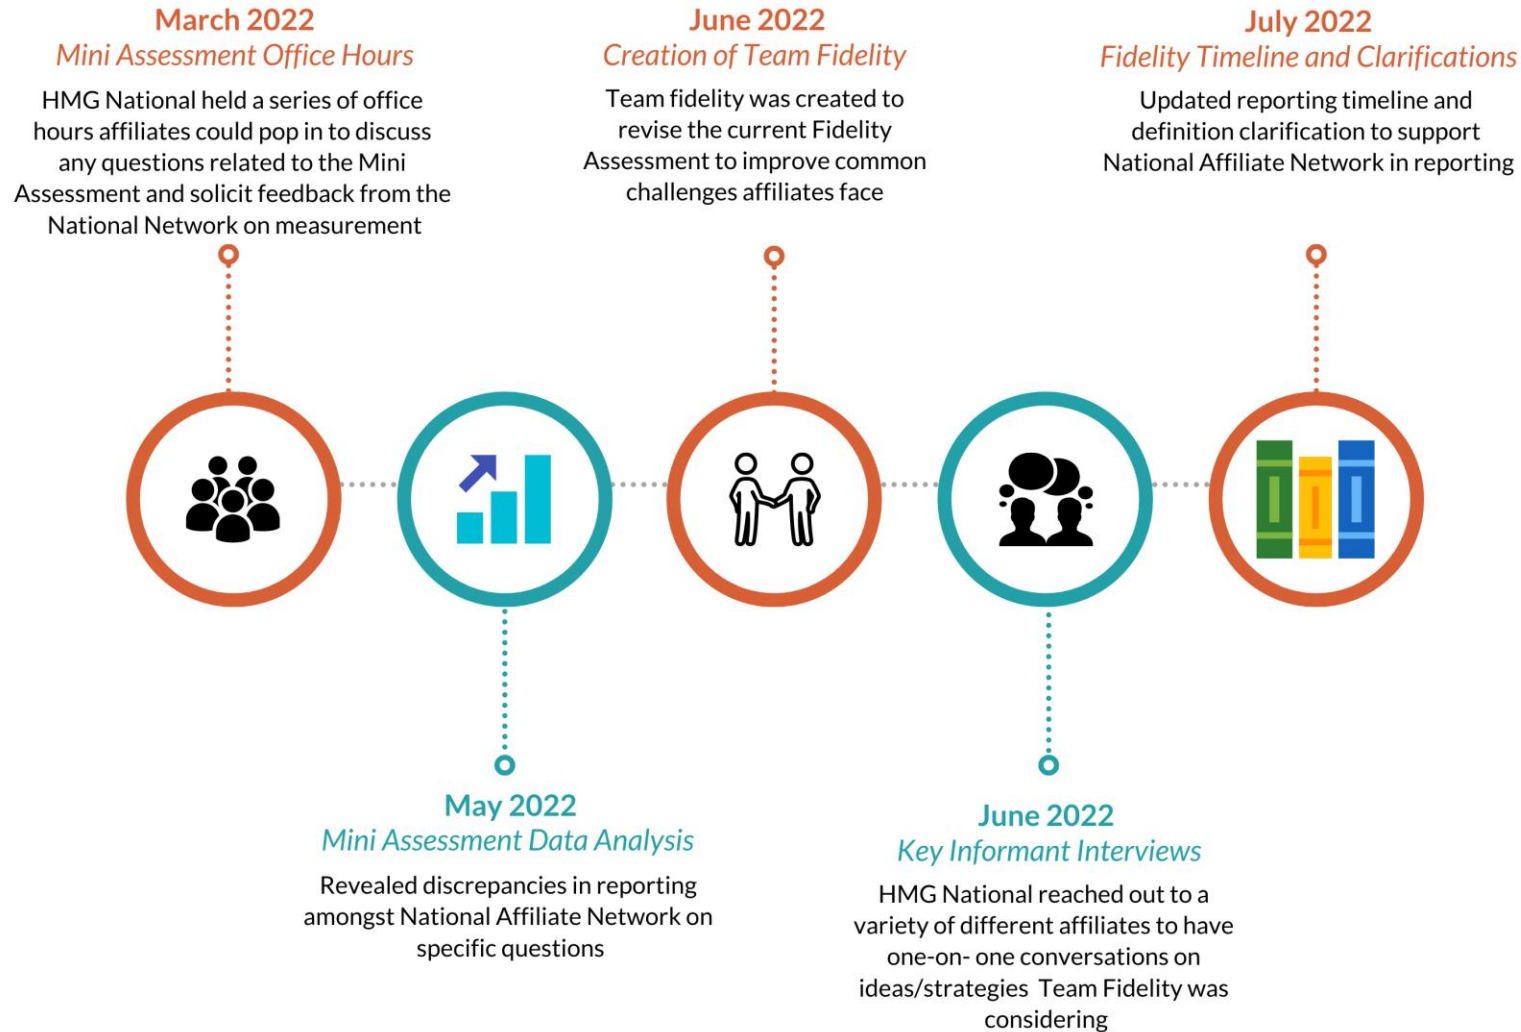 March 2022
Mini Assessment Office Hours
HMG National held a series of office
hours affiliates could pop in to discuss
any questions related to the Mini
Assessment and solicit feedback from the
National Network on measurement
June 2022
Creation of Team Fidelity
Team fidelity was created to
revise the current Fidelity
Assessment to improve common
challenges affiliates face
July 2022
Fidelity Timeline and Clarifications
Updated reporting timeline and
definition clarification to support
National Affiliate Network in reporting
May 2022
Mini Assessment Data Analysis
Revealed discrepancies in reporting
amongst National Affiliate Network on
specific questions
June 2022
Key Informant Interviews
HMG National reached out to a
variety of different affiliates to have
one-on- one conversations on
ideas/strategies  Team Fidelity was
considering